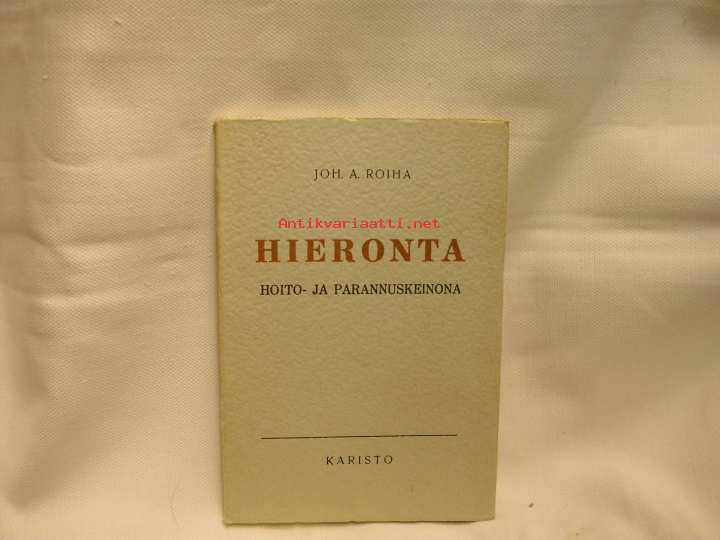 JOH. A. ROIHA
Antikvariaatti.net
HIERONTA
HOITO- JA PARANNUSKEINONA
KARISTO